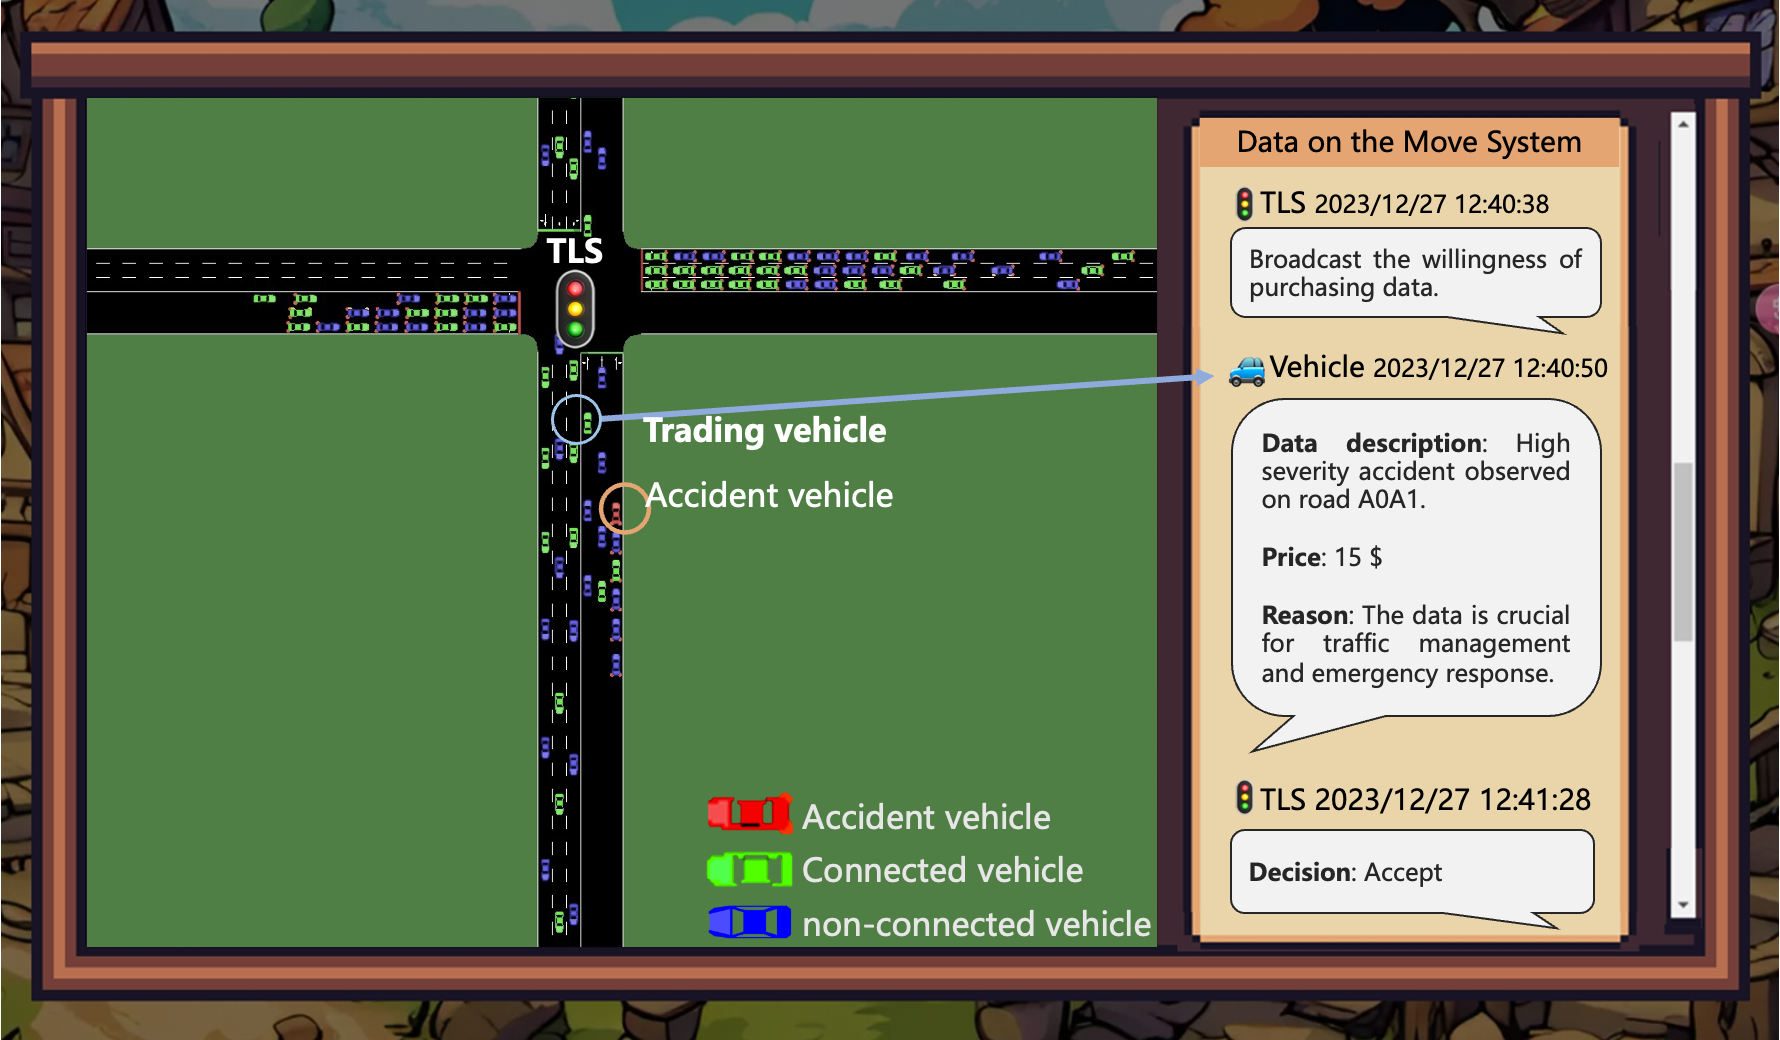 TLS
Trading vehicle
Accident vehicle
Accident vehicle
Connected vehicle
non-connected vehicle
Data on the Move System
TLS 2023/12/27 12:40:38
Broadcast the willingness of
purchasing data.
Vehicle 2023/12/27 12:40:50
Data description: High
severity accident observed
on road A0A1.
Price: 15 $
Reason: The data is crucial
for traffic management
and emergency response.
TLS 2023/12/27 12:41:28
Decision: Accept